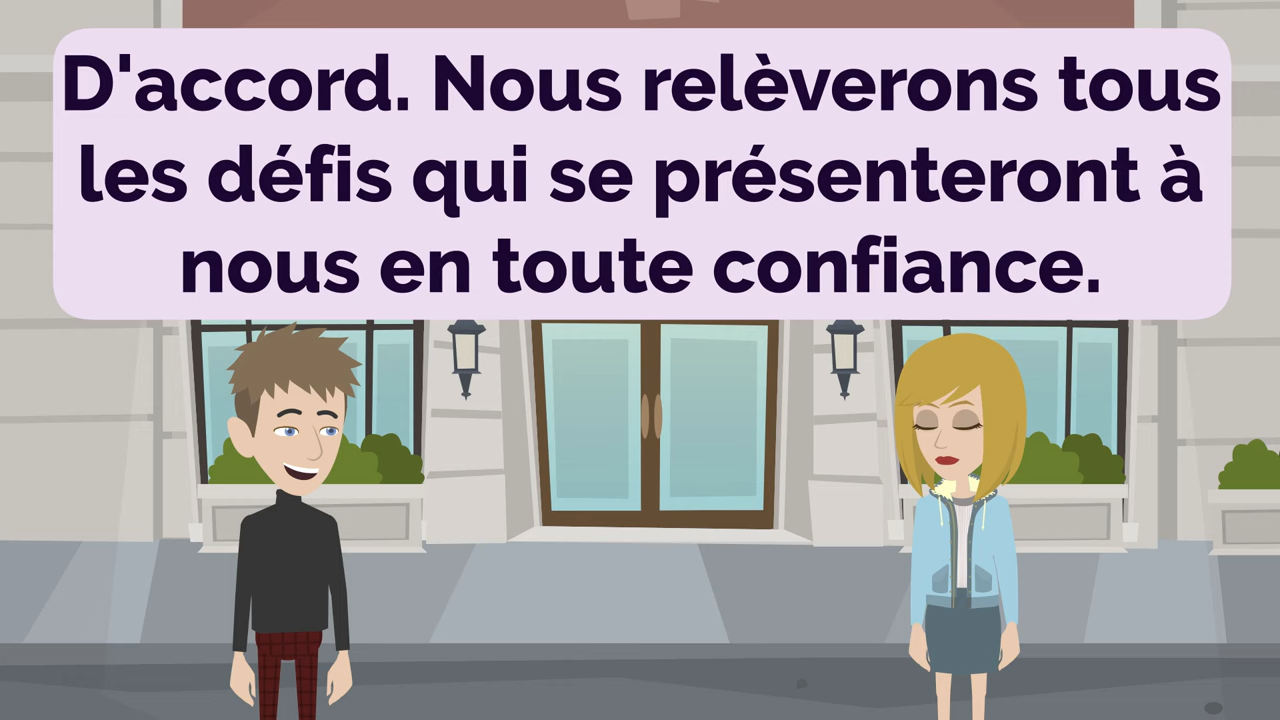 D'accord. Nous relèverons tous
les défis qui se présenteront à
nous en toute confiance.